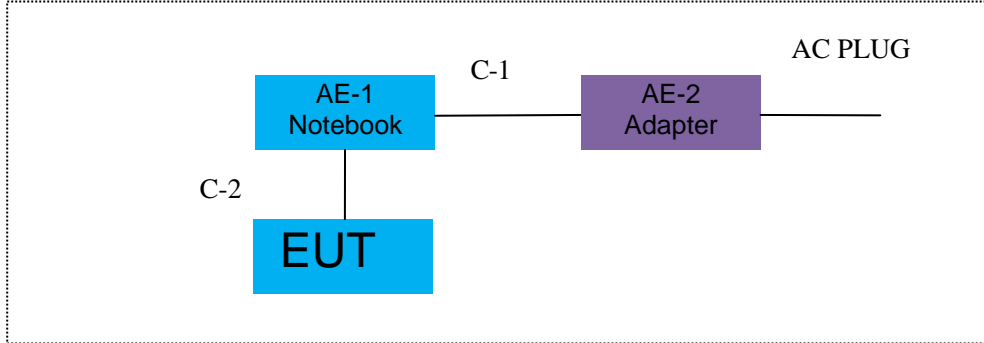 AC PLUG
C-1
AE-1
Notebook
AE-2
Adapter
C-2
EUT